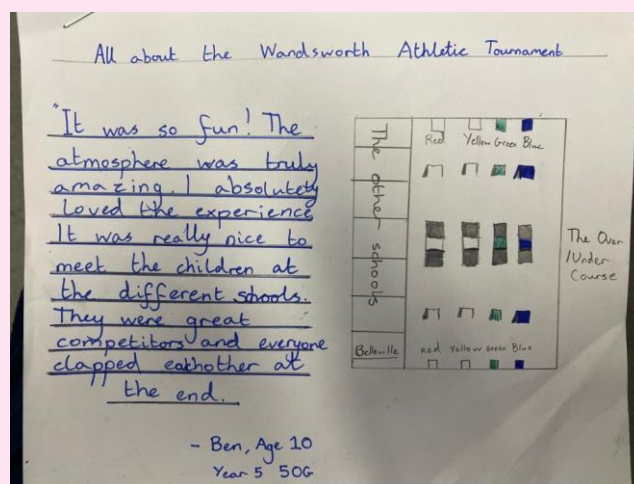 All about the Wandsworth Athletic Tournament
"It was so fun! The
atmosphere was truly
amazing. I absolutely
loved the experience
It was really nice to
meet the children at
the different schools.
They were great
competitors and everyone
clapped eachother at
the end.
- Ben, Age 10
Year 5 5OG
The other schools
Red Yellow Green Blue
The Over
/Under
Course
Belleville
Red Yellow Green Blue